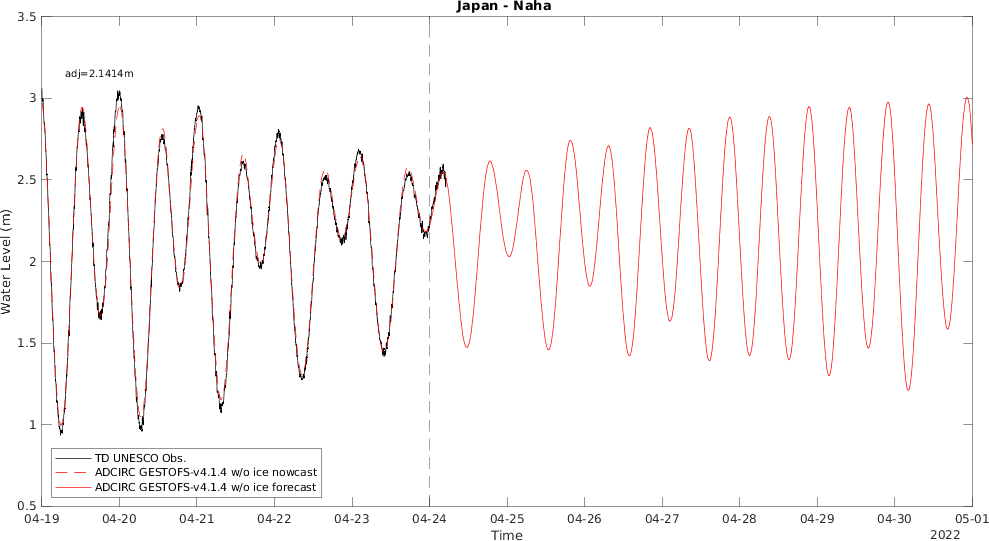 Japan - Naha
3.5
adj=2.1414m
3
2.5
2
1.5
1
0.5
Water Level (m)
TD UNESCO Obs.
ADCIRC GESTOFS-v4.1.4 w/o ice nowcast
ADCIRC GESTOFS-v4.1.4 w/o ice forecast
04-19 04-20 04-21 04-22 04-23 04-24 04-25 04-26 04-27 04-28 04-29 04-30 05-01
Time
2022